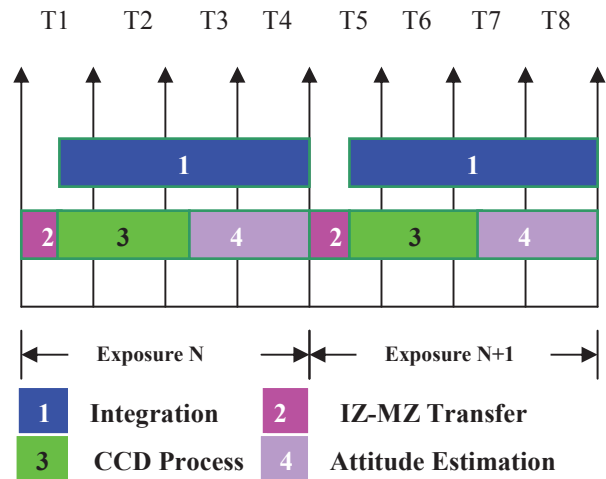 T1 T2 T3 T4 T5 T6 T7 T8
1 1
2 3 4 2 3 4
Exposure N Exposure N+1
1 Integration 2 IZ-MZ Transfer
3 CCD Process 4 Attitude Estimation